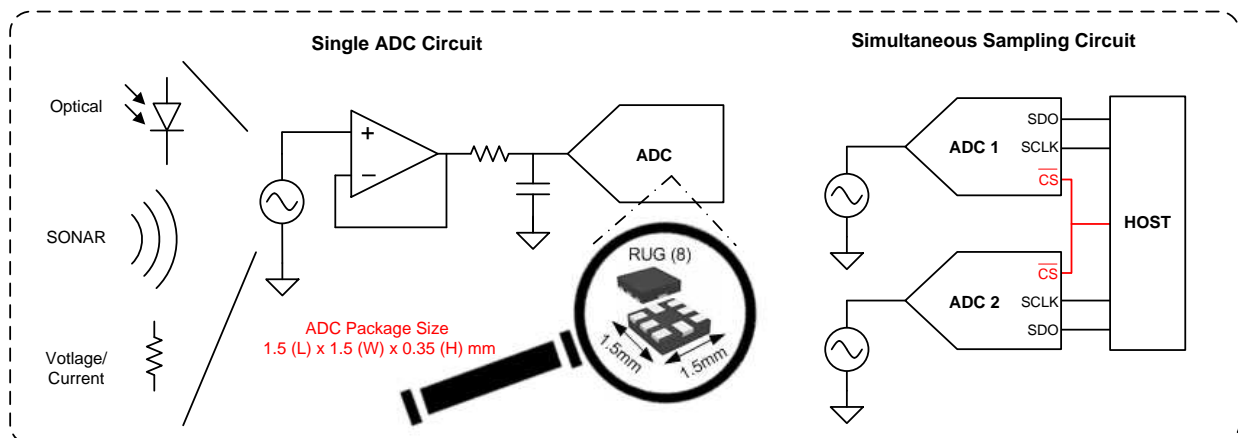 Single ADC Circuit
Optical
SONAR
Votlage/
Current
+
−
ADC
RUG (8)
1.5mm
1.5mm
ADC Package Size
1.5 (L) x 1.5 (W) x 0.35 (H) mm
Simultaneous Sampling Circuit
ADC 1
SDO
SCLK
CS
HOST
ADC 2
CS
SCLK
SDO